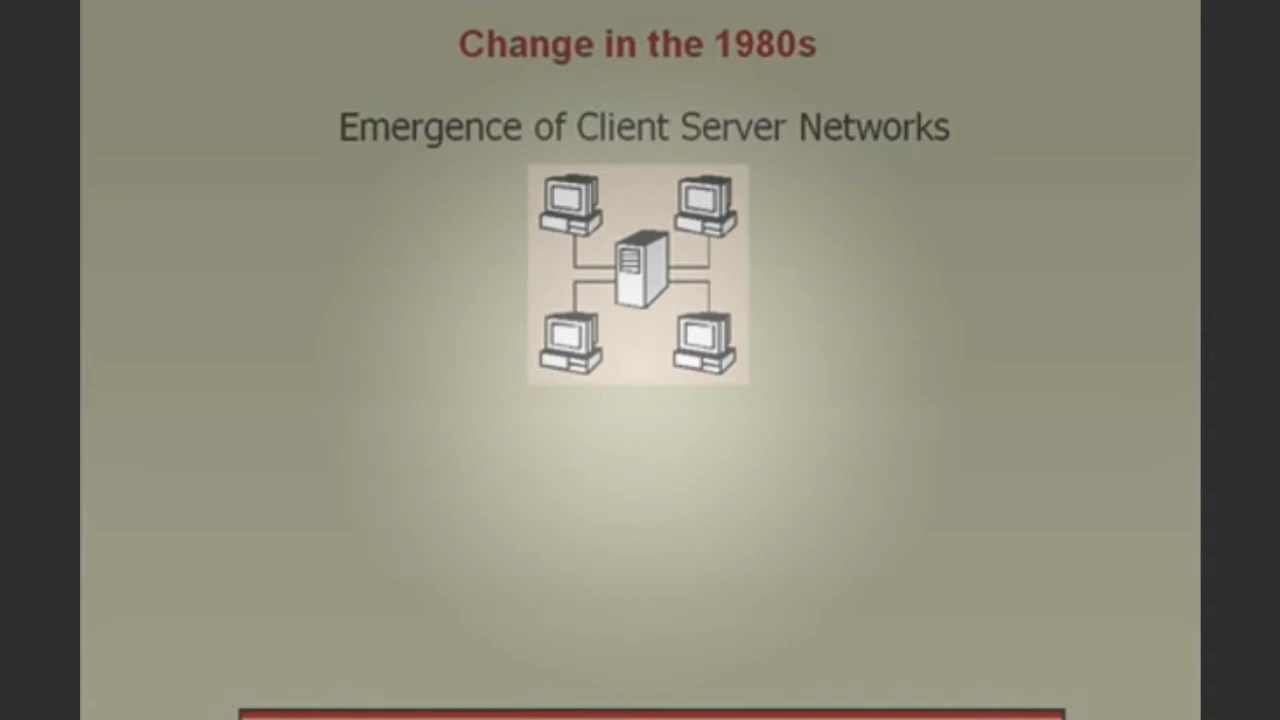 Change in the 1980s
Emergence of Client Server Networks